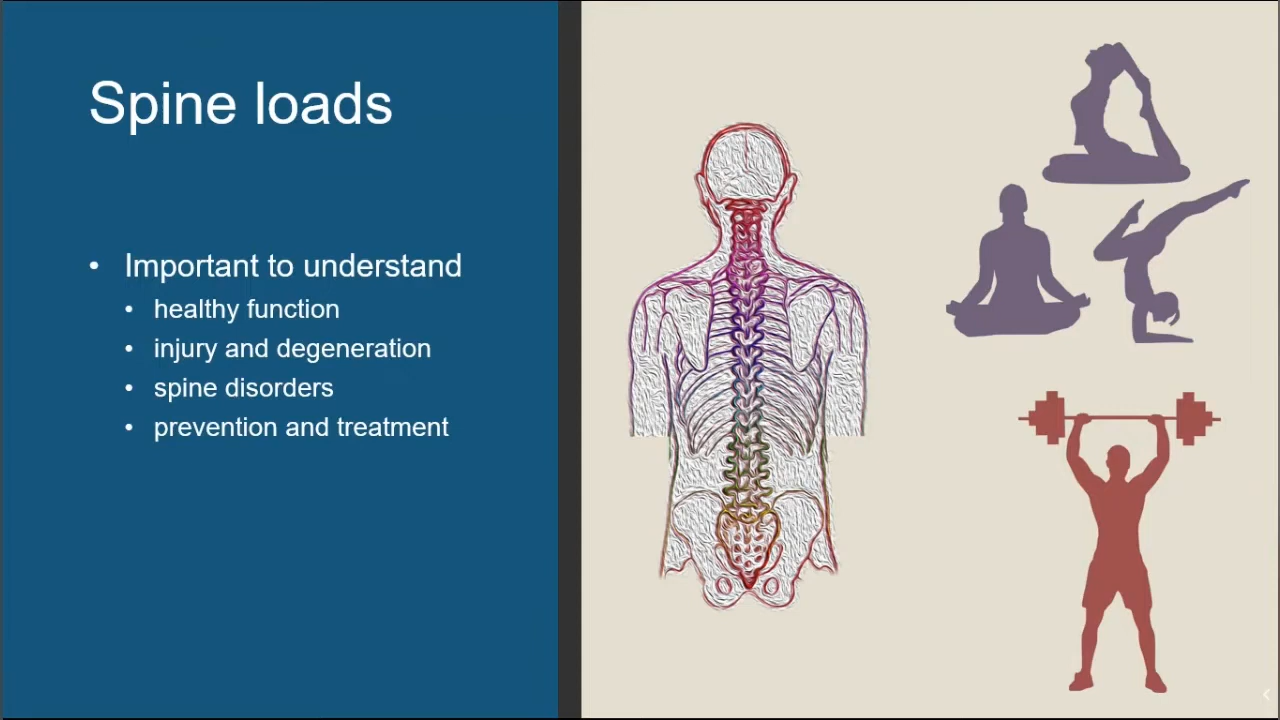 Spine loads
• Important to understand
• healthy function
• injury and degeneration
• spine disorders
• prevention and treatment